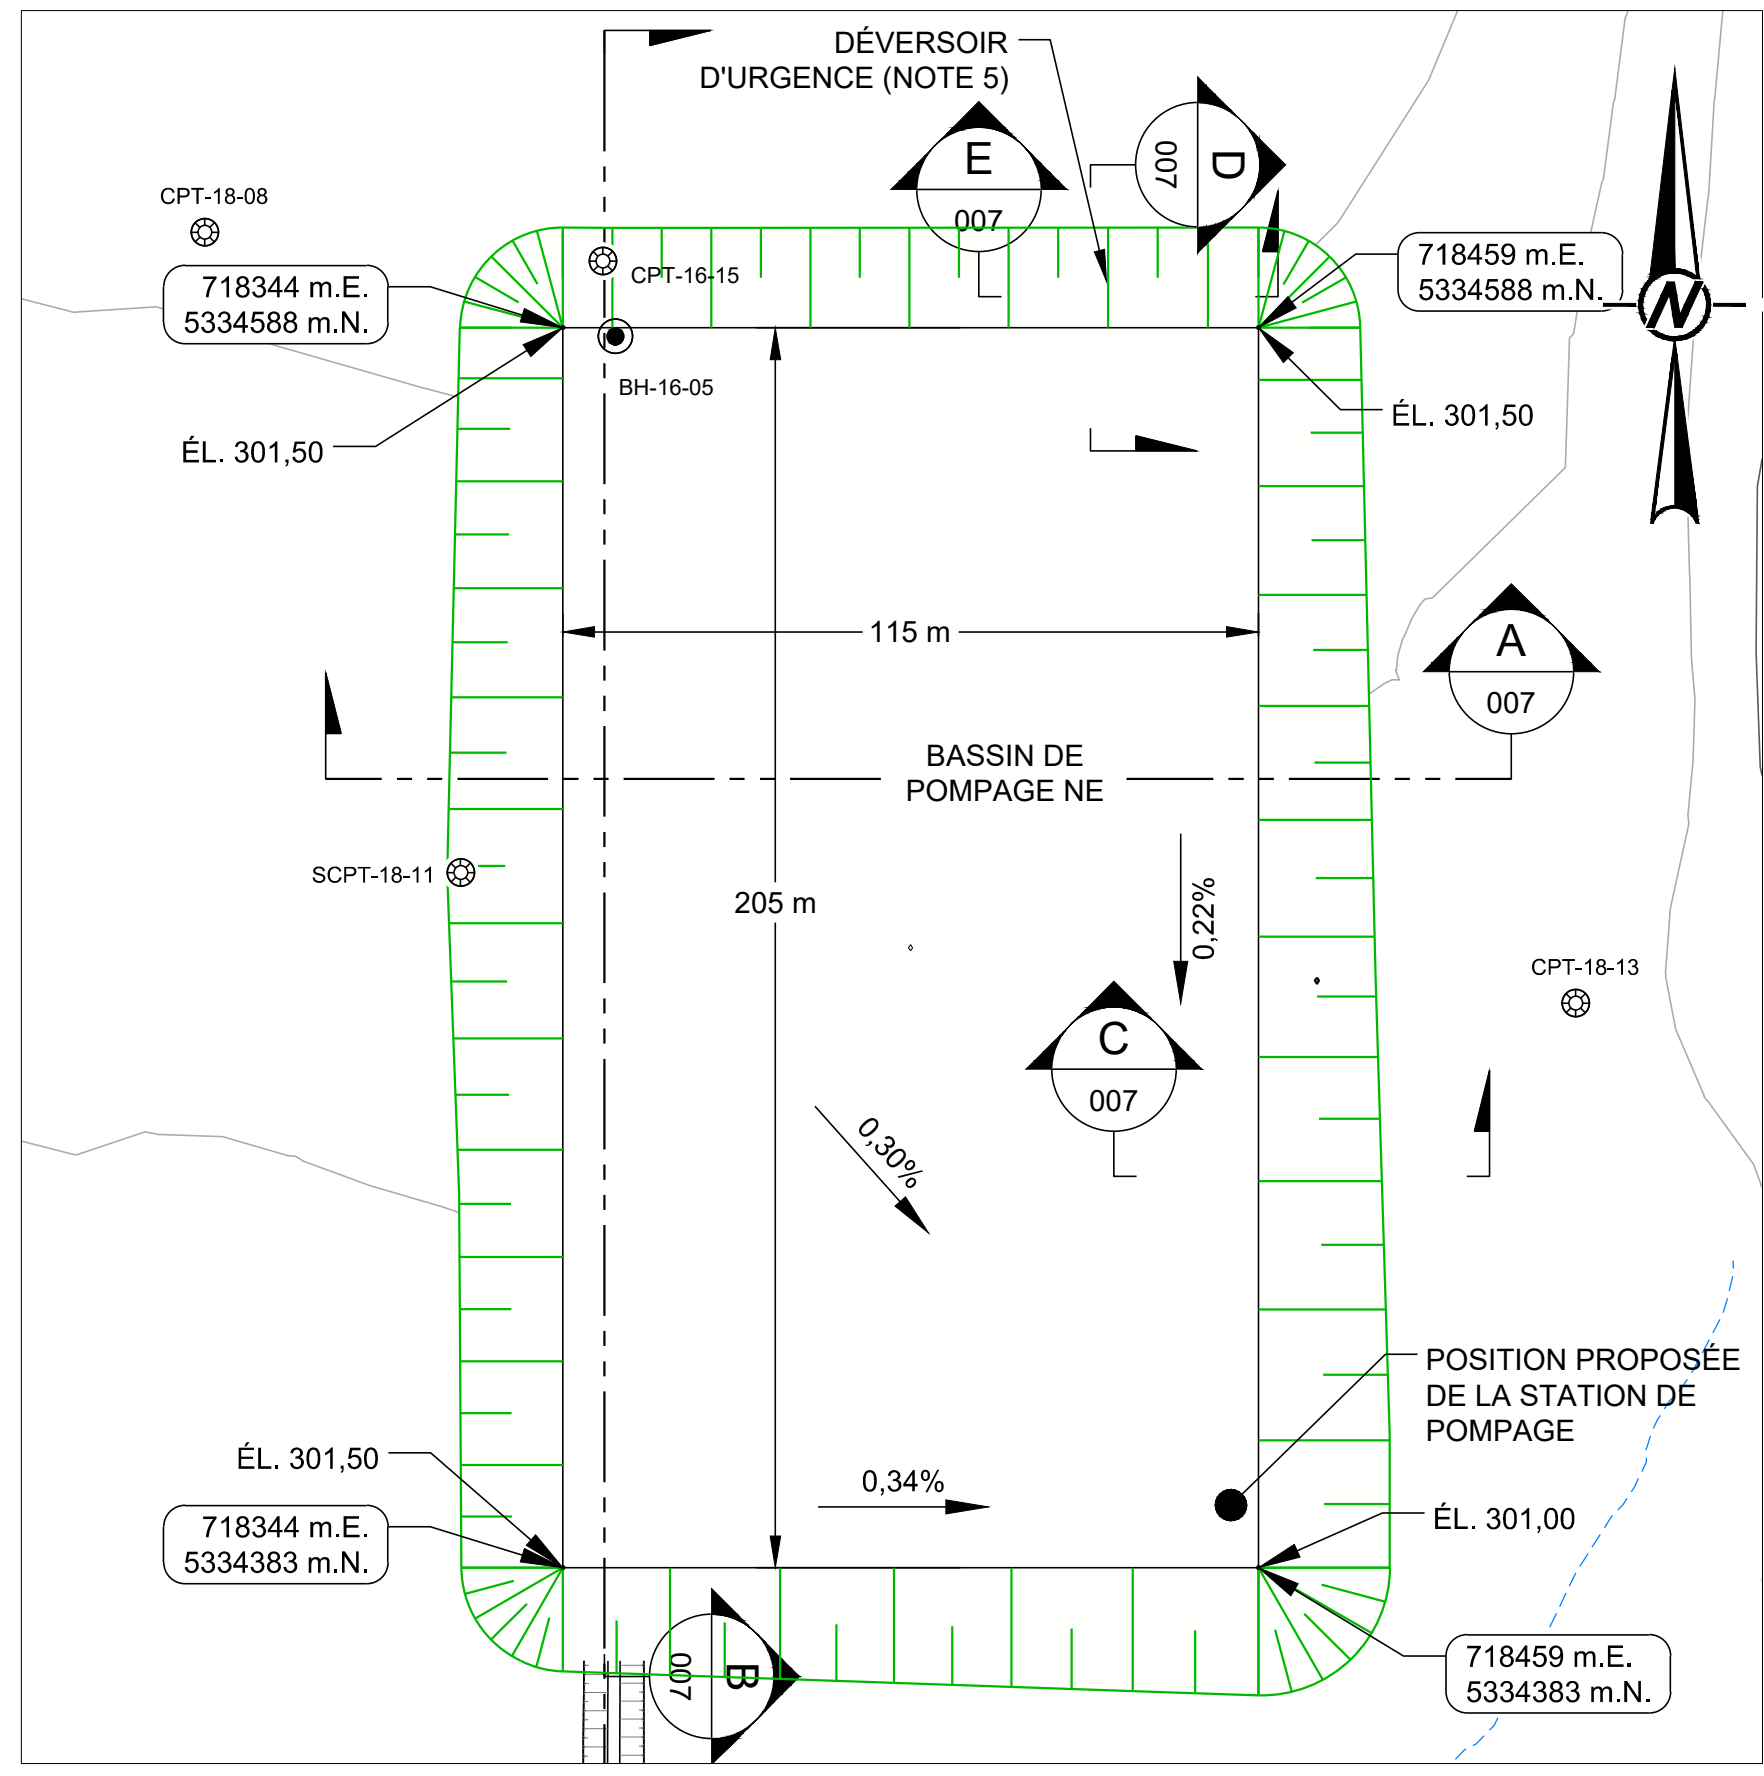 DÉVERSOIR
D'URGENCE (NOTE 5)
E
007
D
007
CPT-18-08
718344 m.E.
5334588 m.N.
CPT-16-15
718459 m.E.
5334588 m.N.
N
BH-16-05
ÉL. 301,50
ÉL. 301,50
115 m
A
007
BASSIN DE
POMPAGE NE
SCPT-18-11
205 m
0,22%
CPT-18-13
C
007
0,30%
POSITION PROPOSÉE
DE LA STATION DE
POMPAGE
ÉL. 301,50
0,34%
718344 m.E.
5334383 m.N.
ÉL. 301,00
B
007
718459 m.E.
5334383 m.N.